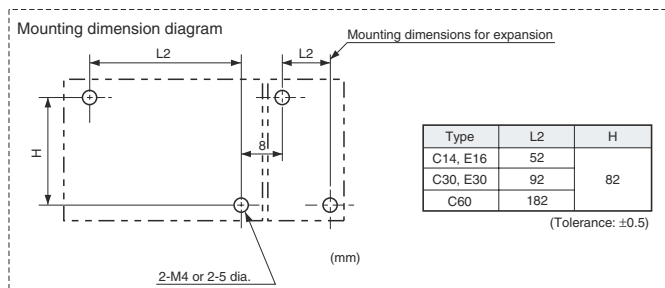 Mounting dimension diagram
Mounting dimensions for expansion
L2
L2
H
8
2-M4 or 2-5 dia.
(mm)
Type L2 H
C14, E16 52
C30, E30 92 82
C60 182
(Tolerance: ±0.5)